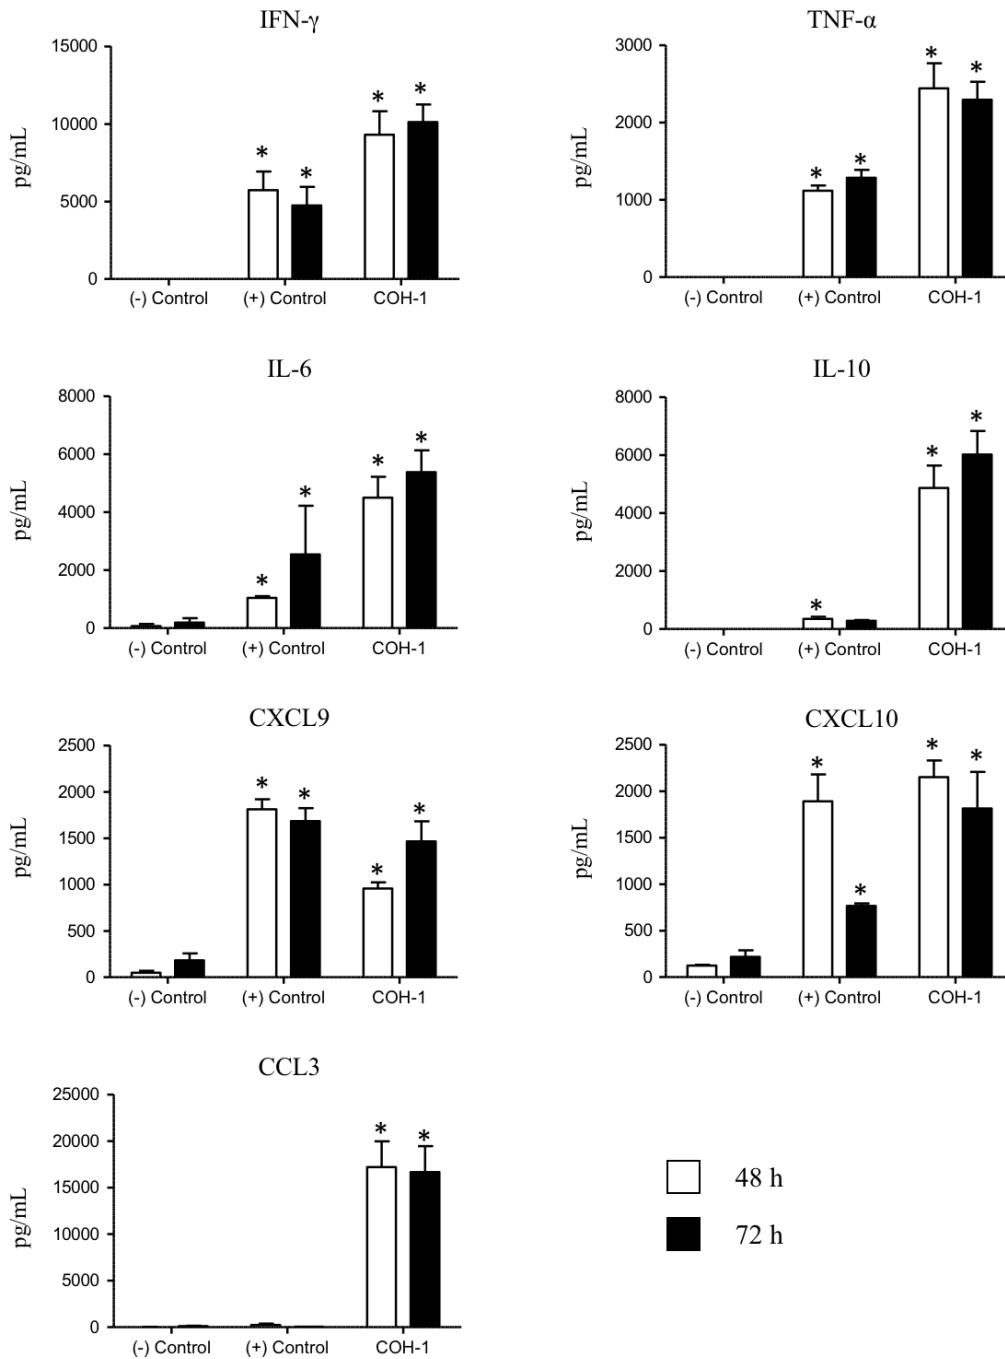 IFN-γ
15000
10000
5000
0
pg/mL
*
*
*
*
(-) Control
(+) Control
COH-1
TNF-α
3000
2000
1000
0
pg/mL
*
*
*
*
(-) Control
(+) Control
COH-1
IL-6
8000
6000
4000
2000
0
pg/mL
*
*
*
*
(-) Control
(+) Control
COH-1
IL-10
8000
6000
4000
2000
0
pg/mL
*
*
*
(-) Control
(+) Control
COH-1
CXCL9
2500
2000
1500
1000
500
0
pg/mL
*
*
*
*
(-) Control
(+) Control
COH-1
CXCL10
2500
2000
1500
1000
500
0
pg/mL
*
*
*
*
(-) Control
(+) Control
COH-1
CCL3
25000
20000
15000
10000
5000
0
pg/mL
*
*
(-) Control
(+) Control
COH-1
48 h
72 h